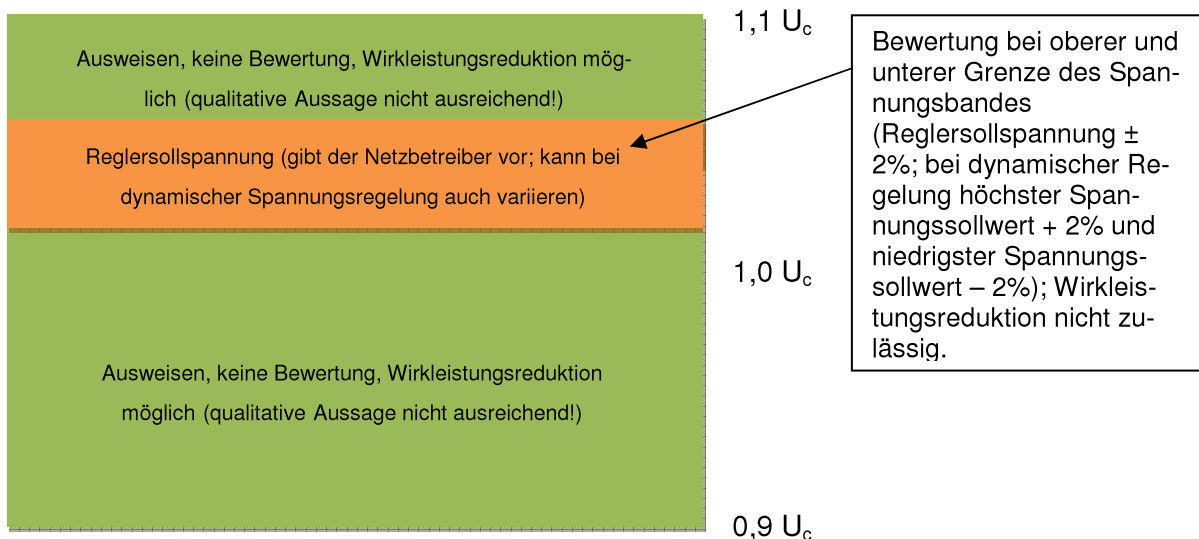 Ausweisen, keine Bewertung, Wirkleistungsreduktion mög-
lich (qualitative Aussage nicht ausreichend!)
Reglersollspannung (gibt der Netzbetreiber vor; kann bei
dynamischer Spannungsregelung auch variieren)
Ausweisen, keine Bewertung, Wirkleistungsreduktion
möglich (qualitative Aussage nicht ausreichend!)
1,1 Uc
1,0 Uc
0,9 Uc
Bewertung bei oberer und
unterer Grenze des Span-
nungsbandes
(Reglersollspannung ±
2%; bei dynamischer Re-
gelung höchster Span-
nungssollwert + 2% und
niedrigster Spannungs-
sollwert – 2%); Wirkleis-
tungsreduktion nicht zu-
lässig.